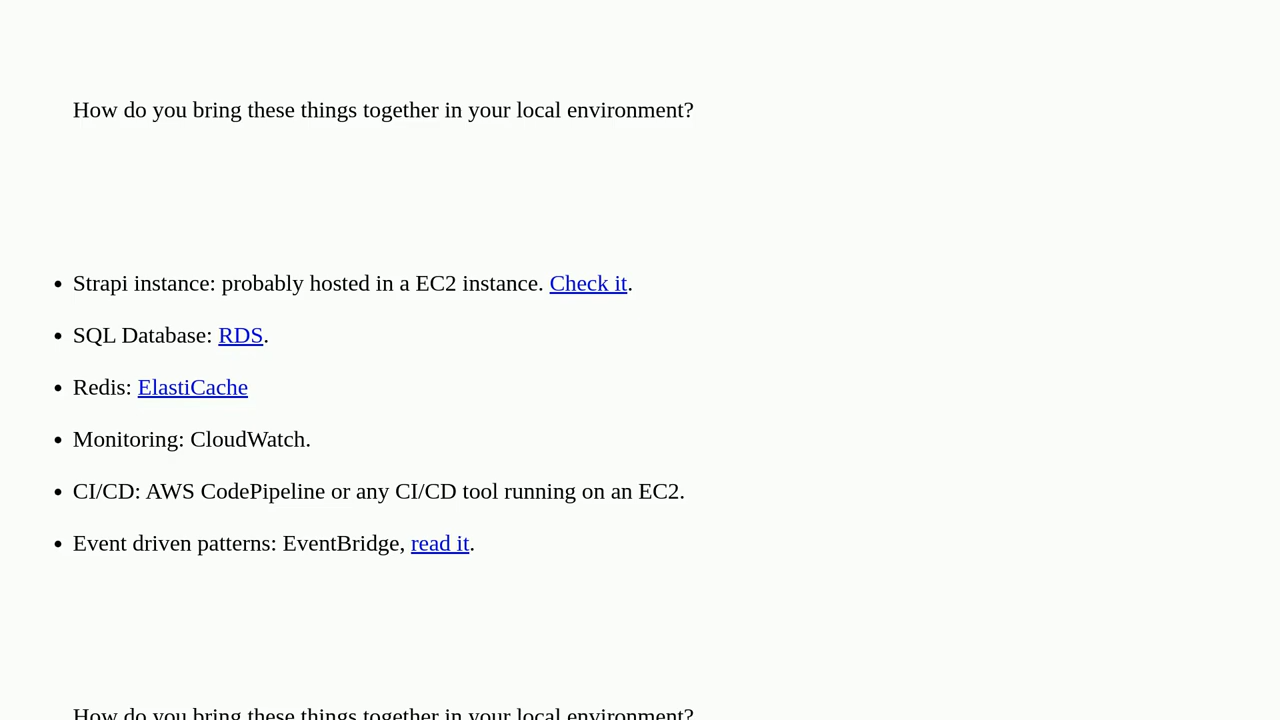 How do you bring these things together in your local environment?
Strapi instance: probably hosted in a EC2 instance. Check it.
SQL Database: RDS.
Redis: ElastiCache
Monitoring: CloudWatch.
CI/CD: AWS CodePipeline or any CI/CD tool running on an EC2.
Event driven patterns: EventBridge, read it.
How do you bring these things together in your local environment?